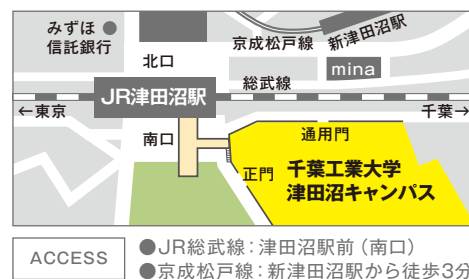 みずほ
信託銀行
北口
京成松戸線
新津田沼駅
mina
総武線
JR津田沼駅
←東京
千葉→
南口
通用門
正門
千葉工業大学
津田沼キャンパス
ACCESS
●JR総武線:津田沼駅前(南口)
●京成松戸線:新津田沼駅から徒歩3分